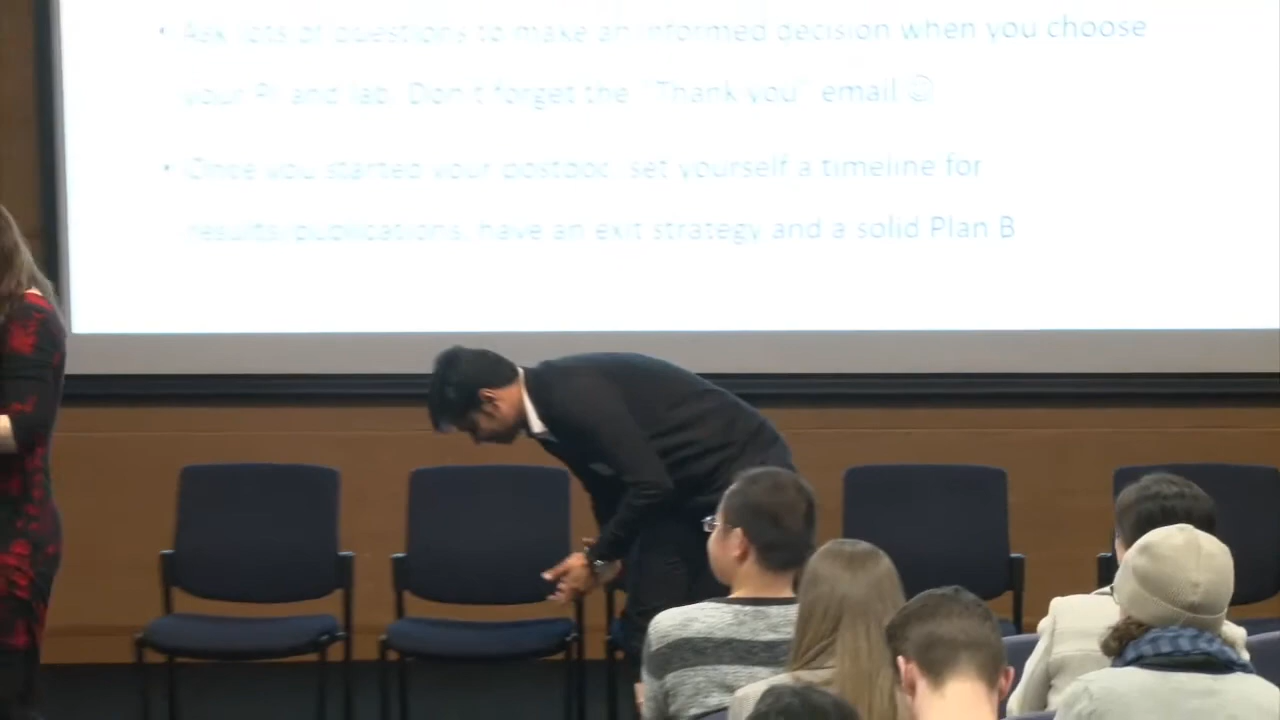 • Ask lots of questions to make an informed decision when you choose
your PI and lab. Don't forget the "Thank you" email ☺
• Once you started your postdoc, set yourself a timeline for
results/publications, have an exit strategy and a solid Plan B